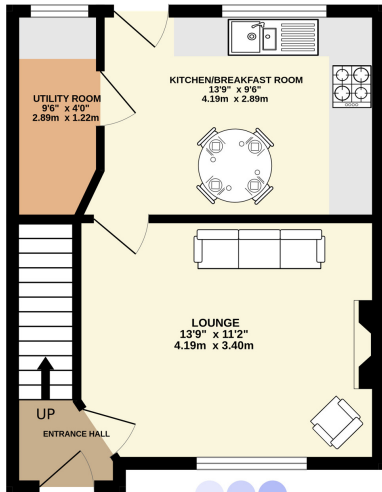 KITCHEN/BREAKFAST ROOM
13'9" x 9'6"
4.19m x 2.89m
UTILITY ROOM
9'6" x 4'0"
2.89m x 1.22m
LOUNGE
13'9" x 11'2"
4.19m x 3.40m
UP
ENTRANCE HALL